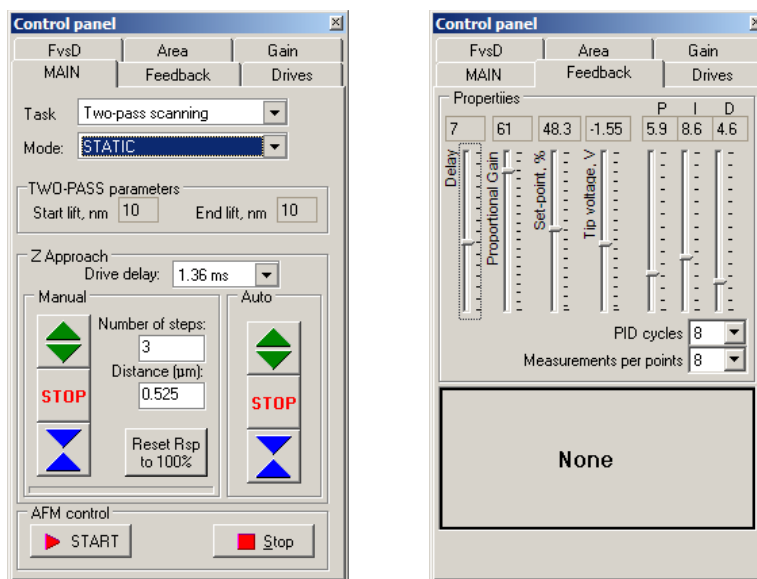 Control panel
FvsD Area Gain
MAIN Feedback Drives
Task Two-pass scanning
Mode: STATIC
TWO-PASS parameters
Start lift, nm 10 End lift, nm 10
Z Approach
Drive delay: 1.36 ms
Manual Auto
Number of steps:
3
Distance (µm):
0.525
STOP STOP
Reset Rsp
to 100%
AFM control
START Stop
Control panel
FvsD Area Gain
MAIN Feedback Drives
Propertiies
P I D
7 61 48.3 -1.55 5.9 8.6 4.6
Delay
Proportional Gain
Set-point, %
Tip voltage, V
PID cycles 8
Measurements per points 8
None